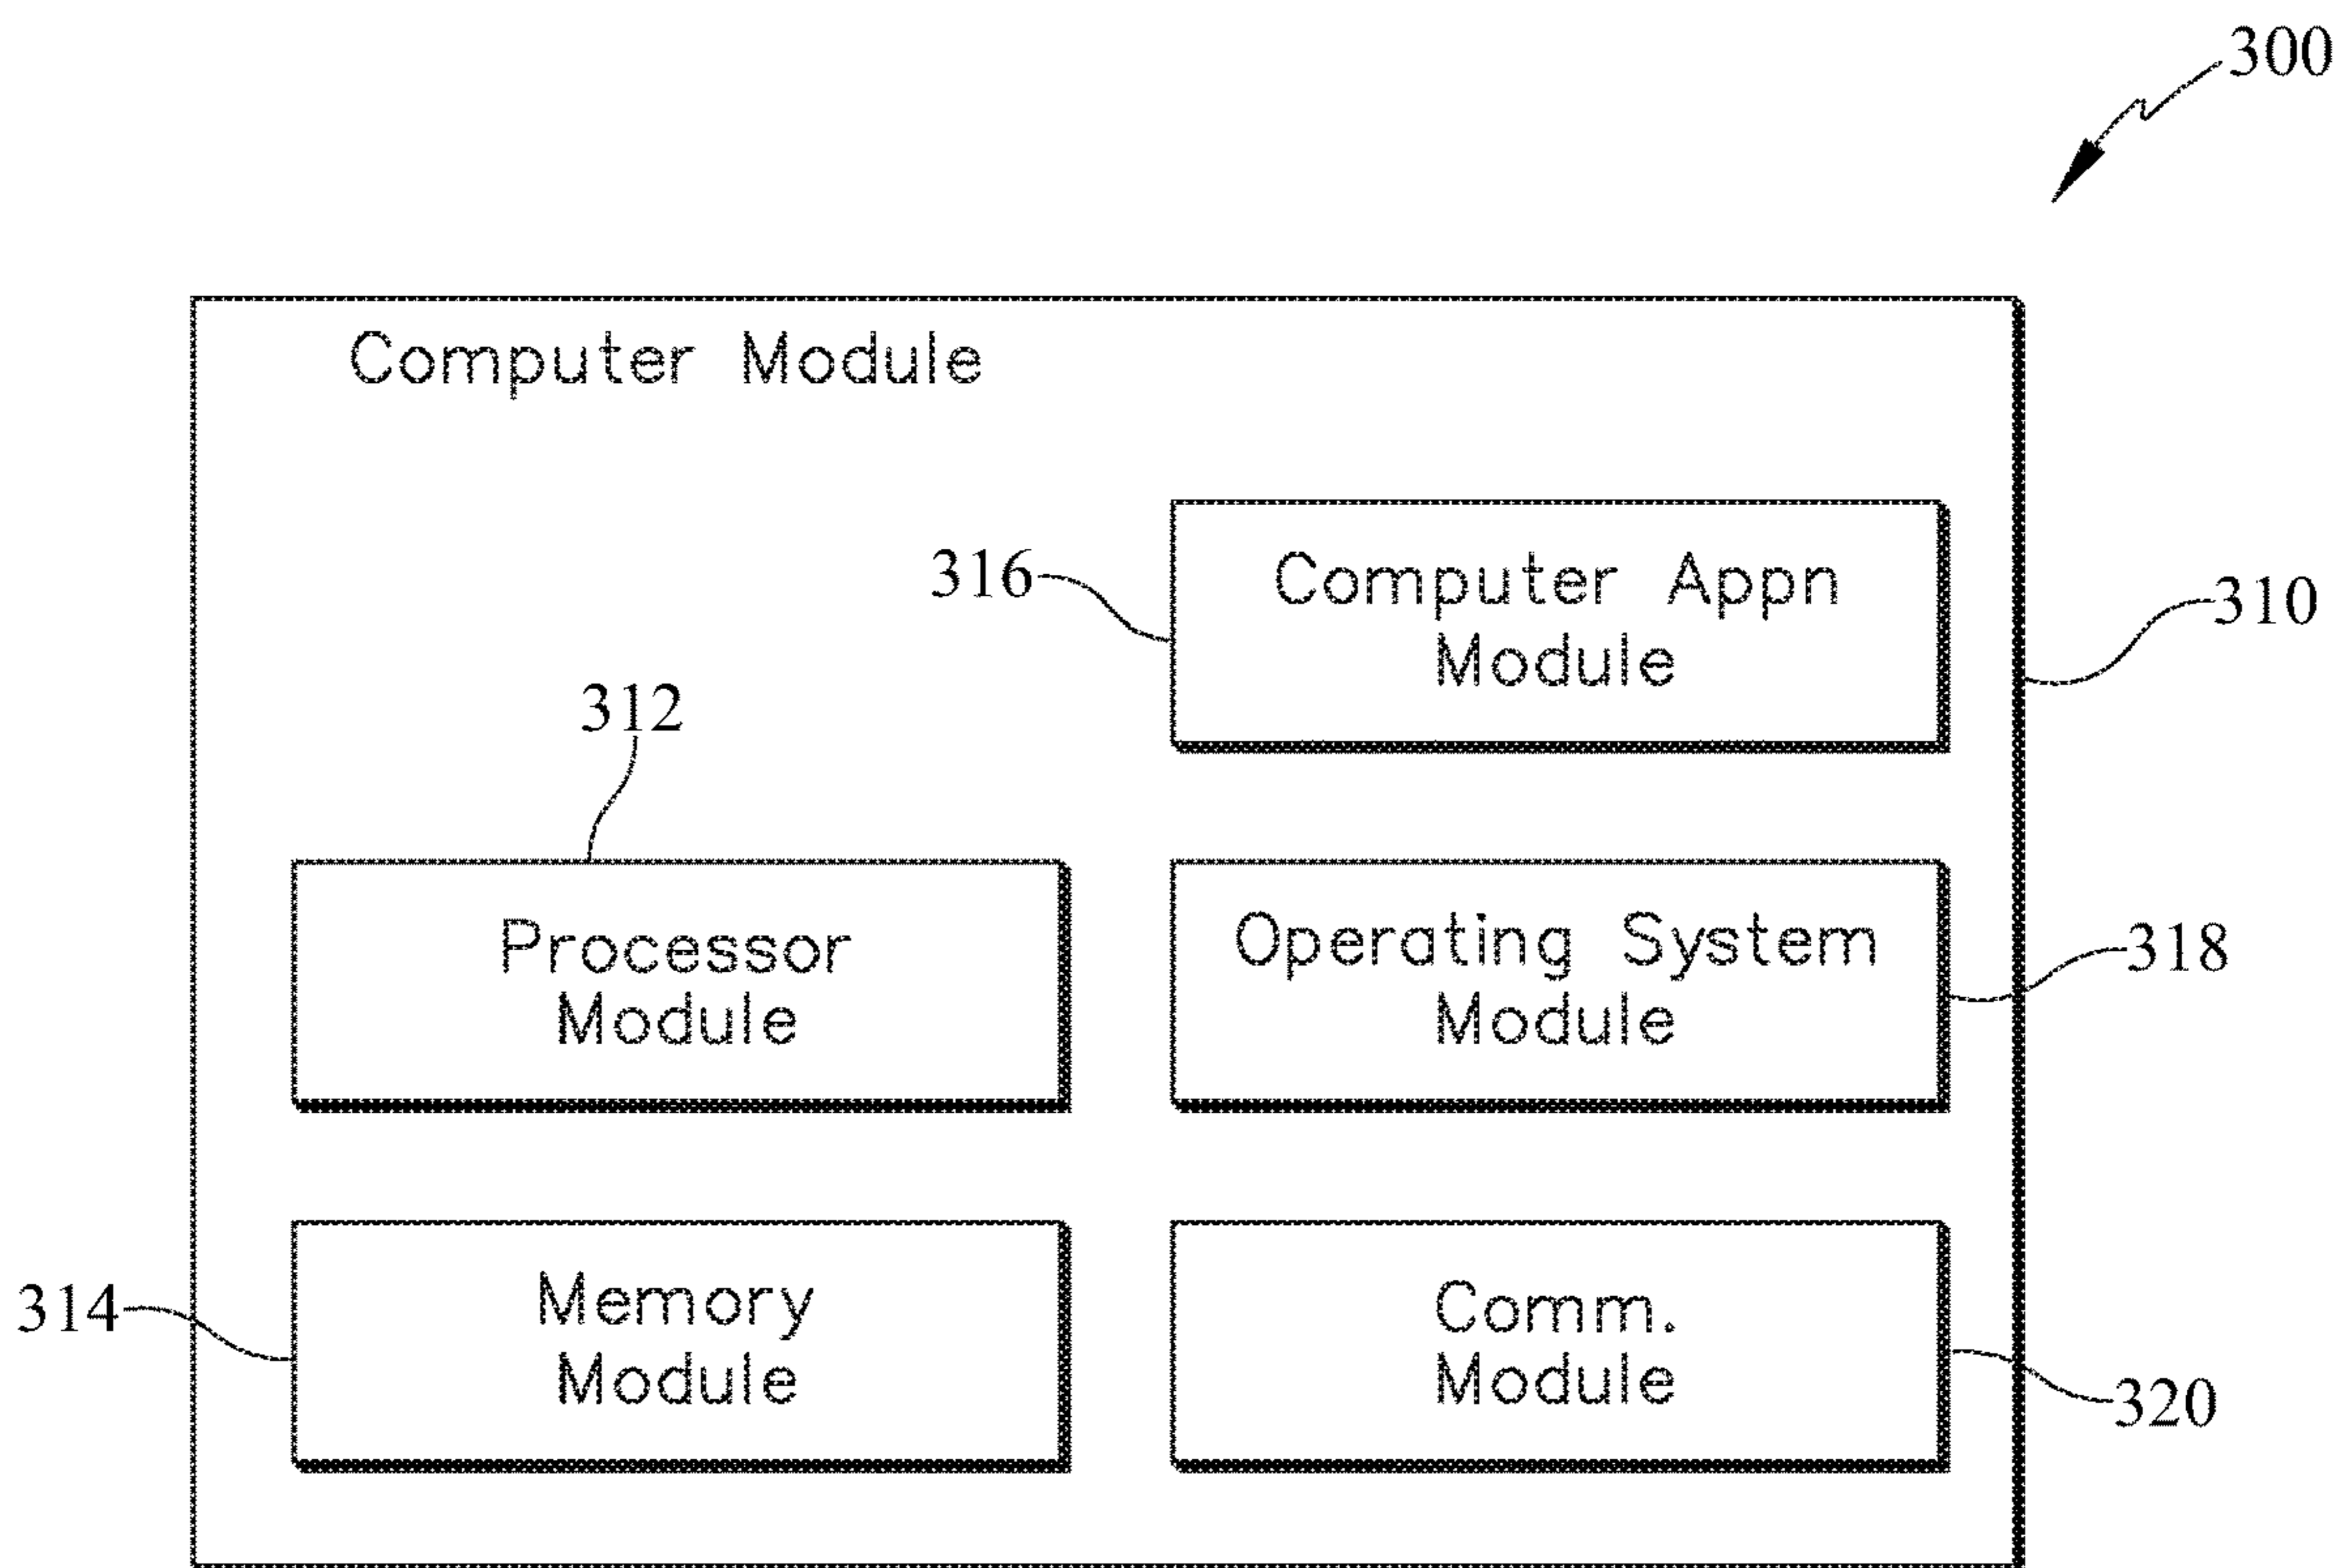 300
Computer Module
316
Computer Appn
Module
310
312
Processor
Module
Operating System
Module
318
314
Memory
Module
Comm.
Module
320